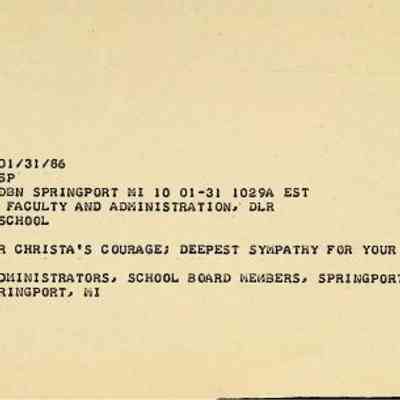 01/31/86
SP
DBN SPRINGPORT MI 10 01-31 1029A EST
FACULTY AND ADMINISTRATION, DLR
SCHOOL
R CHRISTA'S COURAGE; DEEPEST SYMPATHY FOR YOUR
DMINISTRATORS, SCHOOL BOARD MEMBERS, SPRINGPORT
RINGPORT, MI